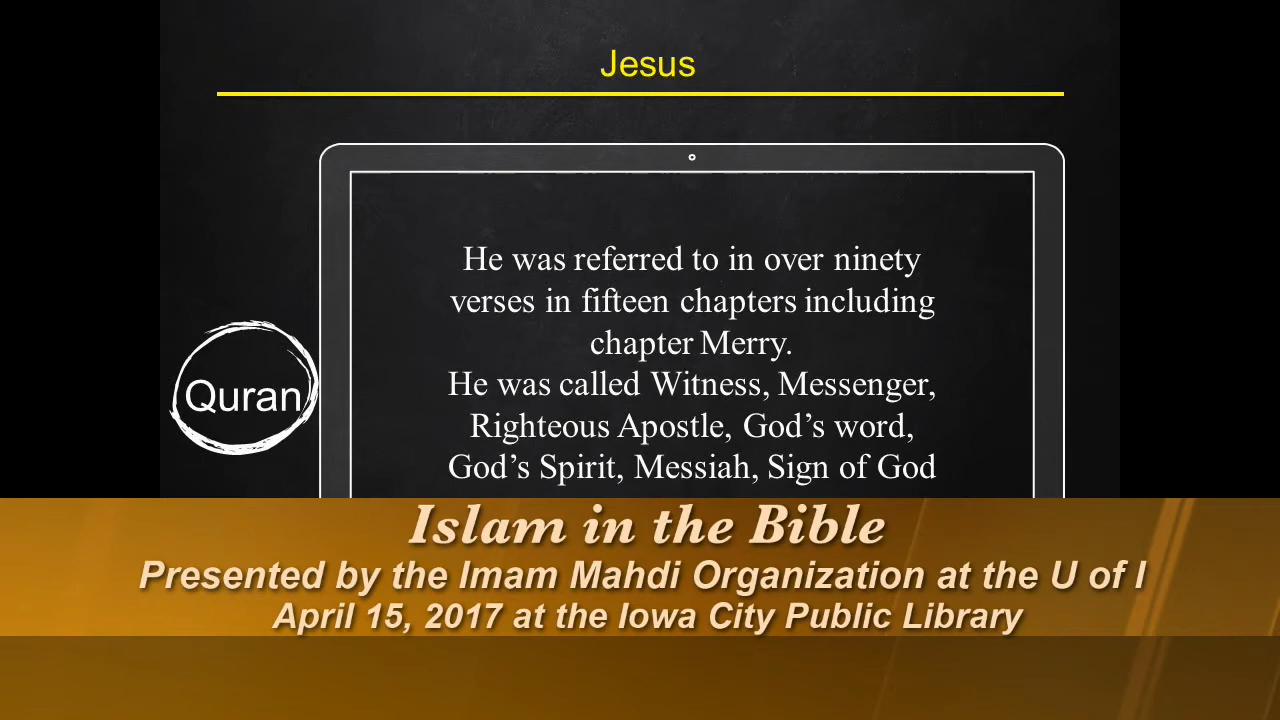 Jesus
He was referred to in over ninety
verses in fifteen chapters including
chapter Merry.
He was called Witness, Messenger,
Righteous Apostle, God's word,
God's Spirit, Messiah, Sign of God
Quran
Islam in the Bible
Presented by the Imam Mahdi Organization at the U of I
April 15, 2017 at the Iowa City Public Library